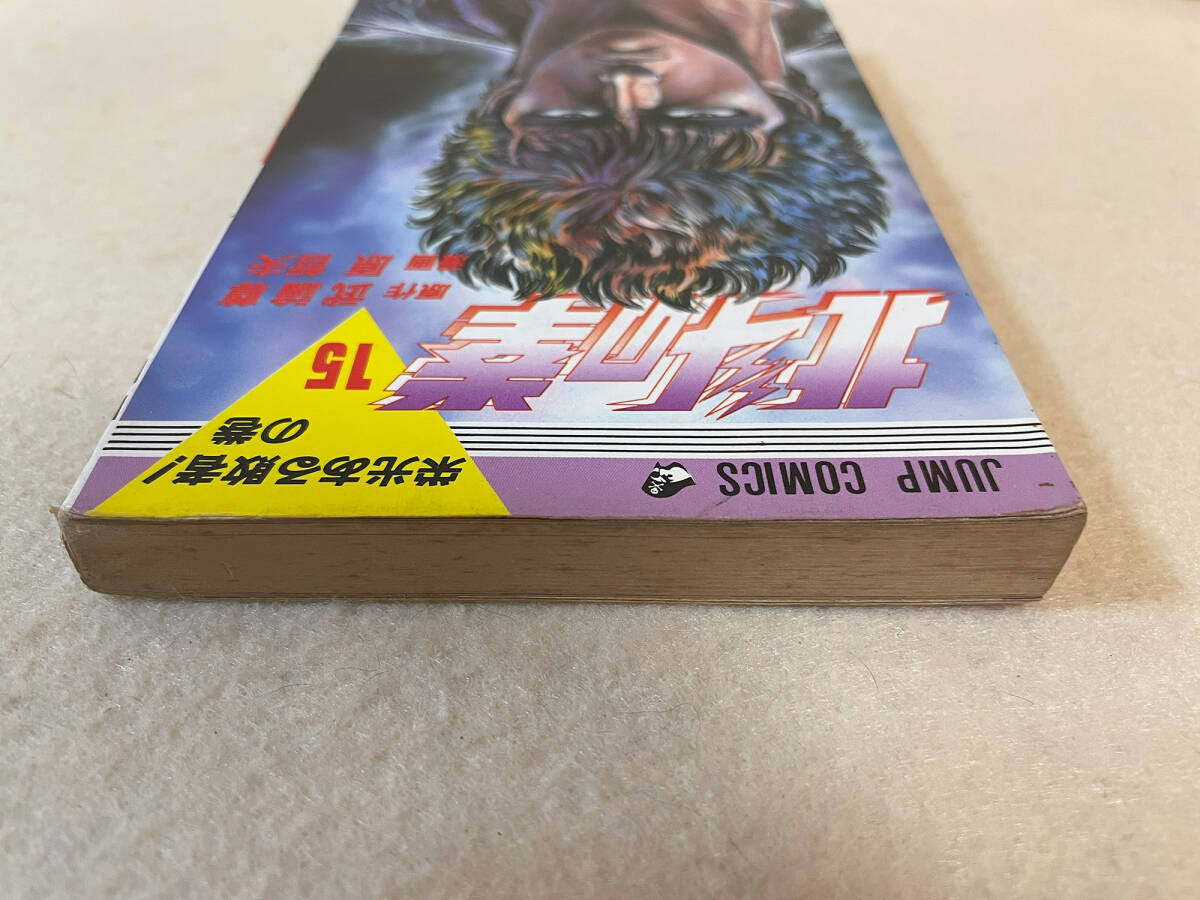 JUMP COMICS
栄光ある敗者!
の巻
15
北斗の拳
原作 武論尊
漫画 原 哲夫